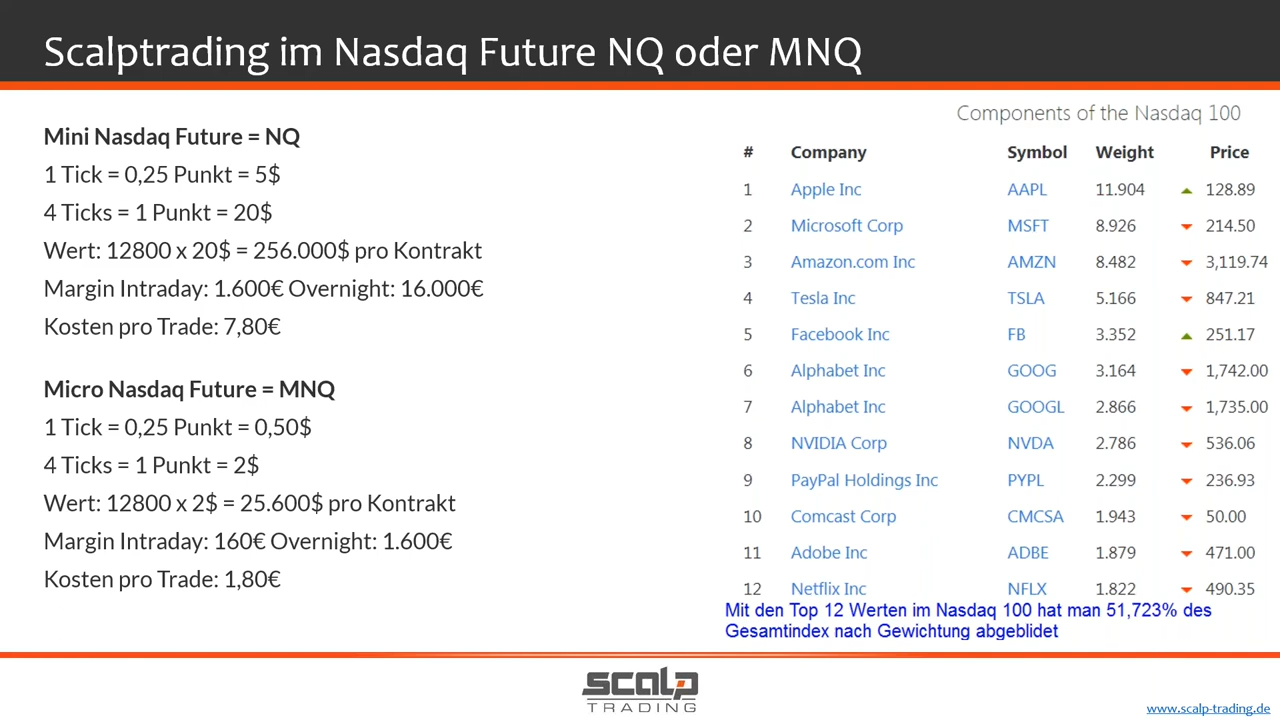 Scalptrading im Nasdaq Future NQ oder MNQ
Mini Nasdaq Future = NQ
1 Tick = 0,25 Punkt = 5$
4 Ticks = 1 Punkt = 20$
Wert: 12800 x 20$ = 256.000$ pro Kontrakt
Margin Intraday: 1.600€ Overnight: 16.000€
Kosten pro Trade: 7,80€
Micro Nasdaq Future = MNQ
1 Tick = 0,25 Punkt = 0,50$
4 Ticks = 1 Punkt = 2$
Wert: 12800 x 2$ = 25.600$ pro Kontrakt
Margin Intraday: 160€ Overnight: 1.600€
Kosten pro Trade: 1,80€
Components of the Nasdaq 100
# Company Symbol Weight Price
1 Apple Inc AAPL 11.904 128.89
2 Microsoft Corp MSFT 8.926 214.50
3 Amazon.com Inc AMZN 8.482 3,119.74
4 Tesla Inc TSLA 5.166 847.21
5 Facebook Inc FB 3.352 251.17
6 Alphabet Inc GOOG 3.164 1,742.00
7 Alphabet Inc GOOGL 2.866 1,735.00
8 NVIDIA Corp NVDA 2.786 536.06
9 PayPal Holdings Inc PYPL 2.299 236.93
10 Comcast Corp CMCSA 1.943 50.00
11 Adobe Inc ADBE 1.879 471.00
12 Netflix Inc NFLX 1.822 490.35
Mit den Top 12 Werten im Nasdaq 100 hat man 51,723% des
Gesamtindex nach Gewichtung abgeblidet
scalp
TRADING
www.scalp-trading.de